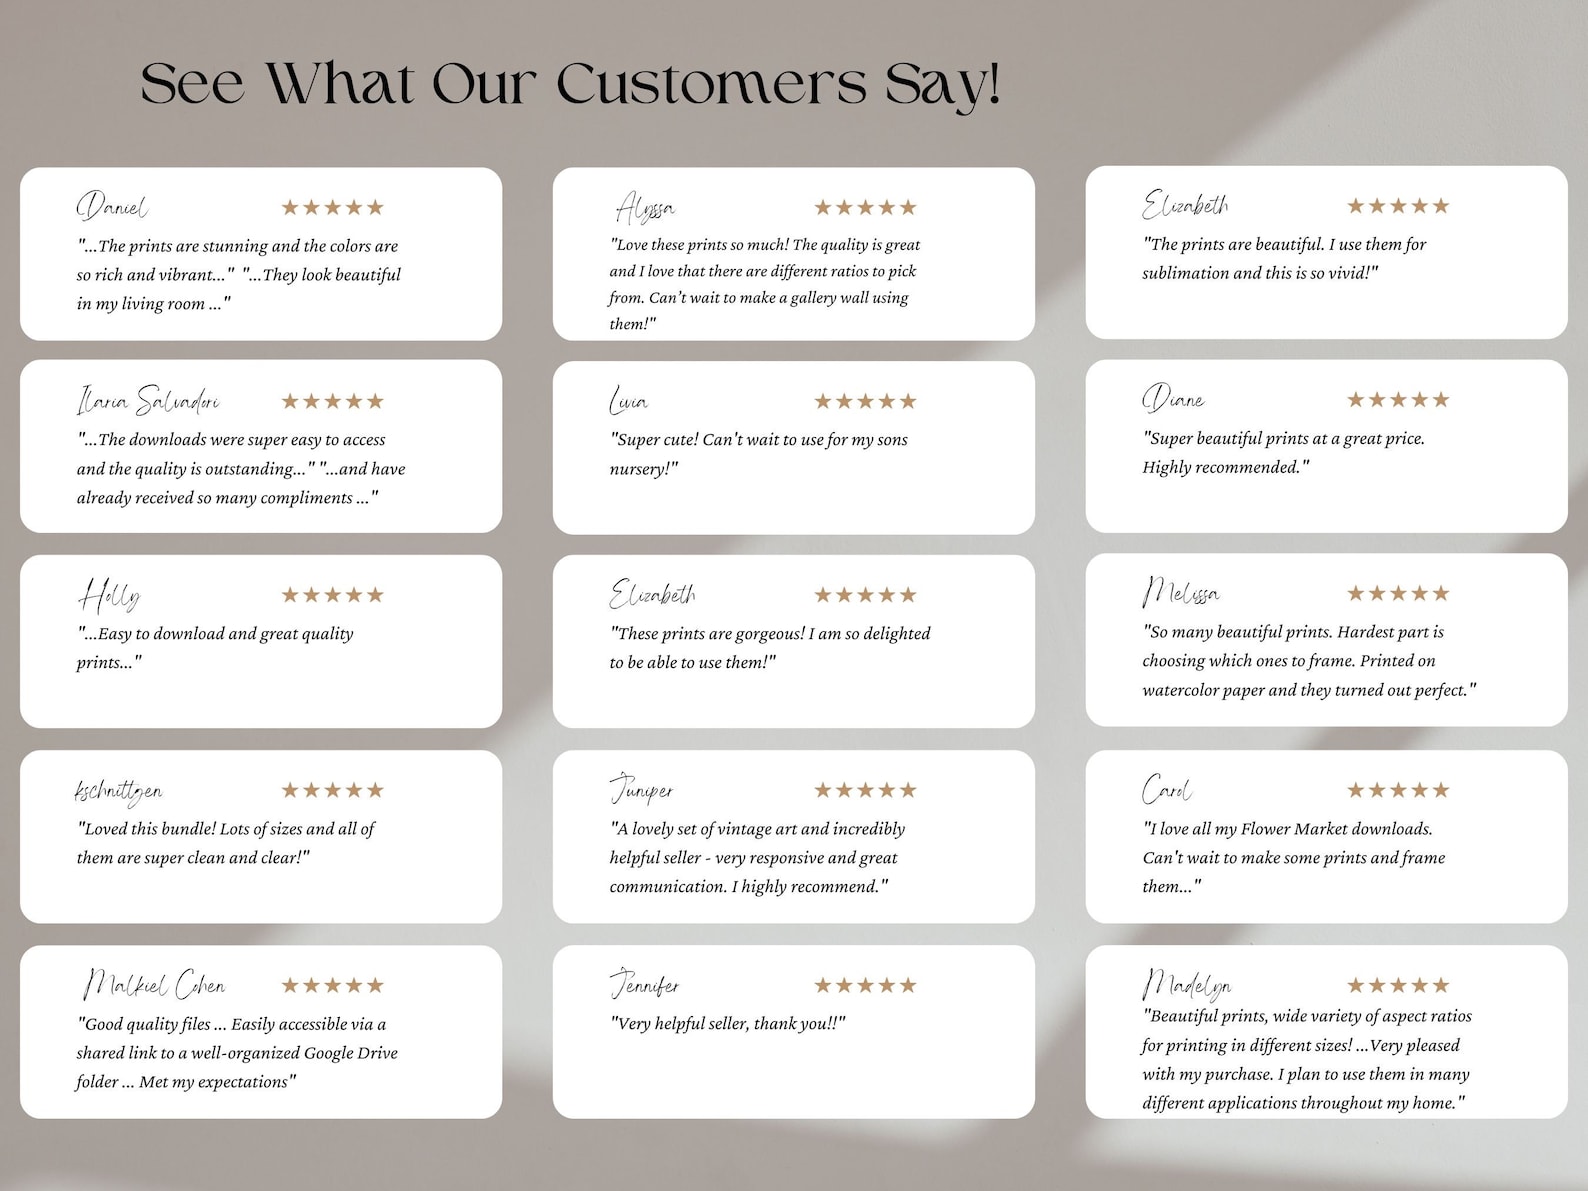 See What Our Customers Say!
Daniel ★★★★★
"...The prints are stunning and the colors are
so rich and vibrant..."  "...They look beautiful
in my living room ..."
Alyssa ★★★★★
"Love these prints so much! The quality is great
and I love that there are different ratios to pick
from. Can't wait to make a gallery wall using
them!"
Elizabeth ★★★★★
"The prints are beautiful. I use them for
sublimation and this is so vivid!"
Ilaria Salvadori ★★★★★
"...The downloads were super easy to access
and the quality is outstanding..." "...and have
already received so many compliments ..."
Livia ★★★★★
"Super cute! Can't wait to use for my sons
nursery!"
Diane ★★★★★
"Super beautiful prints at a great price.
Highly recommended."
Holly ★★★★★
"...Easy to download and great quality
prints..."
Elizabeth ★★★★★
"These prints are gorgeous! I am so delighted
to be able to use them!"
Melissa ★★★★★
"So many beautiful prints. Hardest part is
choosing which ones to frame. Printed on
watercolor paper and they turned out perfect."
kschnittgen ★★★★★
"Loved this bundle! Lots of sizes and all of
them are super clean and clear!"
Juniper ★★★★★
"A lovely set of vintage art and incredibly
helpful seller - very responsive and great
communication. I highly recommend."
Carol ★★★★★
"I love all my Flower Market downloads.
Can't wait to make some prints and frame
them..."
Malkiel Cohen ★★★★★
"Good quality files ... Easily accessible via a
shared link to a well-organized Google Drive
folder ... Met my expectations"
Jennifer ★★★★★
"Very helpful seller, thank you!!"
Madelyn ★★★★★
"Beautiful prints, wide variety of aspect ratios
for printing in different sizes! ...Very pleased
with my purchase. I plan to use them in many
different applications throughout my home."